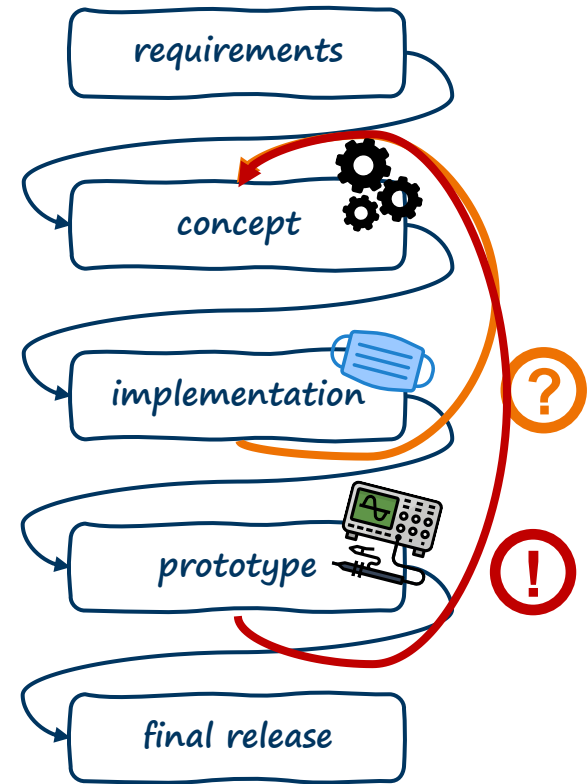 requirements
concept
implementation
?
prototype
!
final release